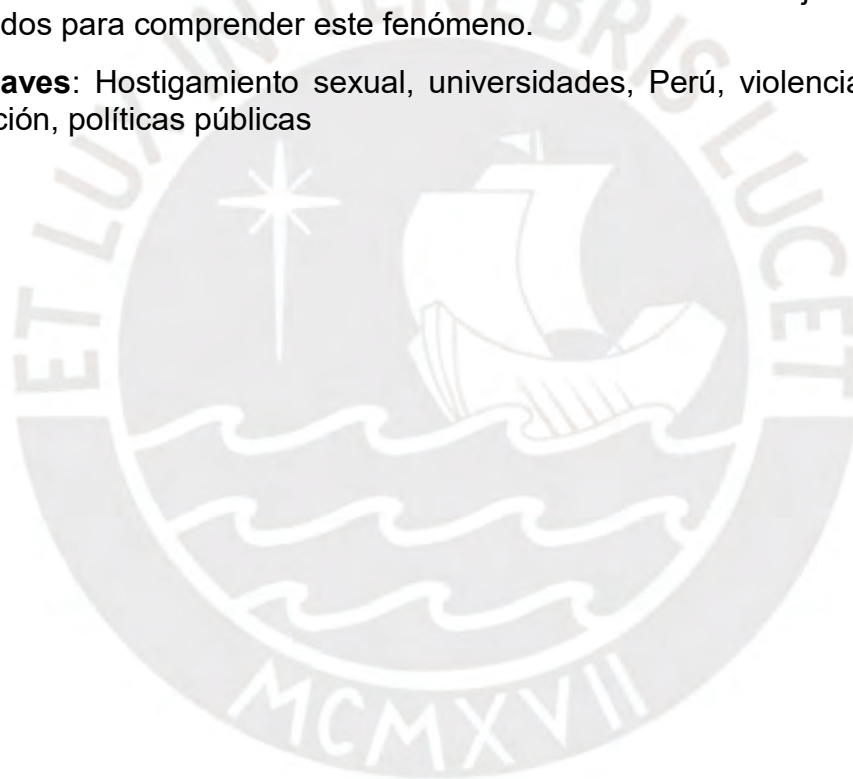 dos para comprender este fenómeno.
aves: Hostigamiento sexual, universidades, Perú, violencia
ción, políticas públicas
ET LUX IN TENEBRIS LUCET
MCMXVII